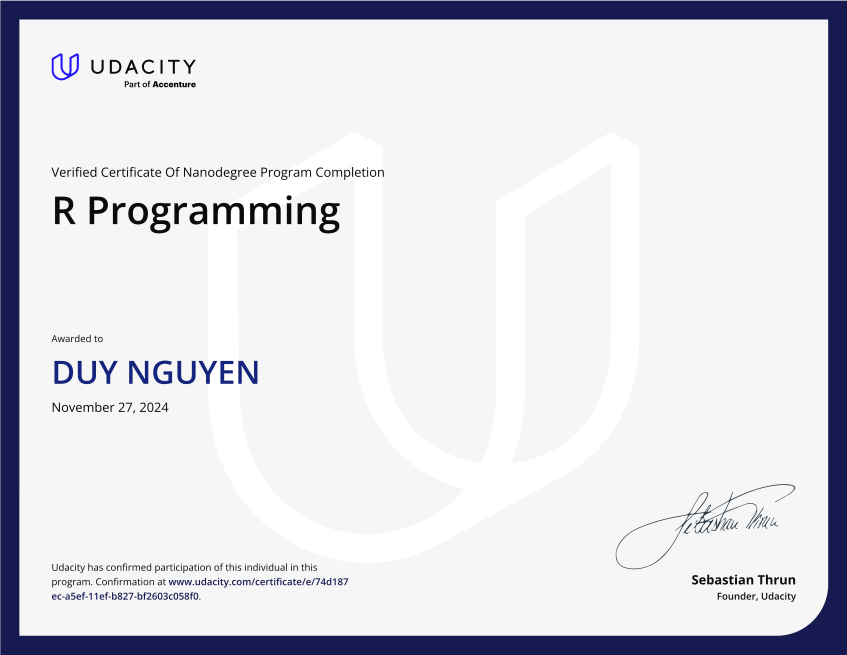 UDACITY
Part of Accenture
Verified Certificate Of Nanodegree Program Completion
R Programming
Awarded to
DUY NGUYEN
November 27, 2024
Sebastian Thrun
Udacity has confirmed participation of this individual in this
program. Confirmation at www.udacity.com/certificate/e/74d187
ec-a5ef-11ef-b827-bf2603c058f0.
Sebastian Thrun
Founder, Udacity